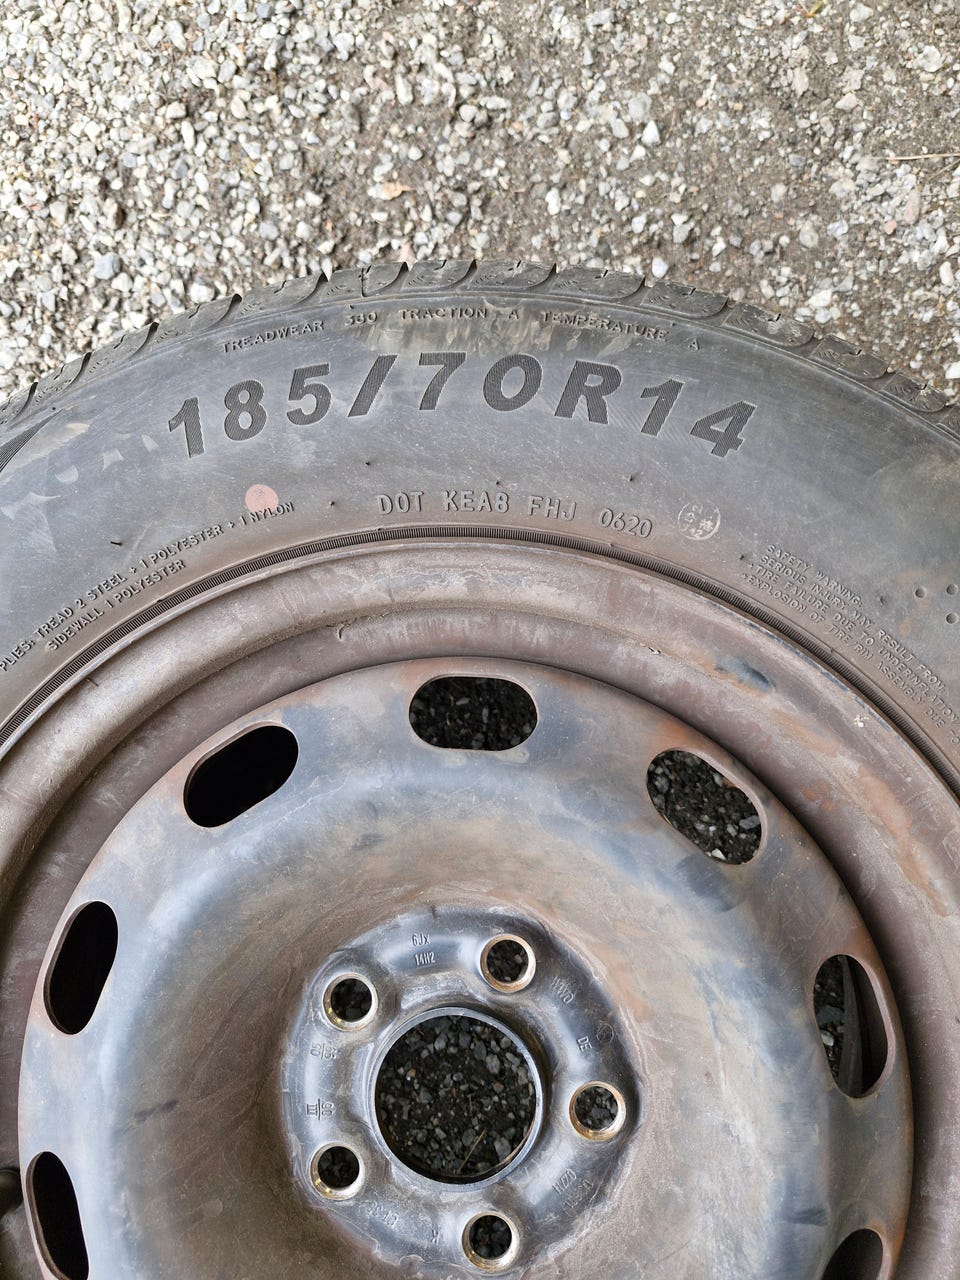 TREADWEAR 330 TRACTION A TEMPERATURE A
185/70R14
DOT KEA8 FHJ 0620
PLIES: TREAD 2 STEEL + 1 POLYESTER + 1 NYLON
SIDEWALL 1 POLYESTER
SAFETY WARNING:
SERIOUS INJURY MAY RESULT FROM:
-TIRE FAILURE DUE TO UNDERINFLATION
-EXPLOSION OF TIRE RIM ASSEMBLY DUE
6Jx
14H2
DE